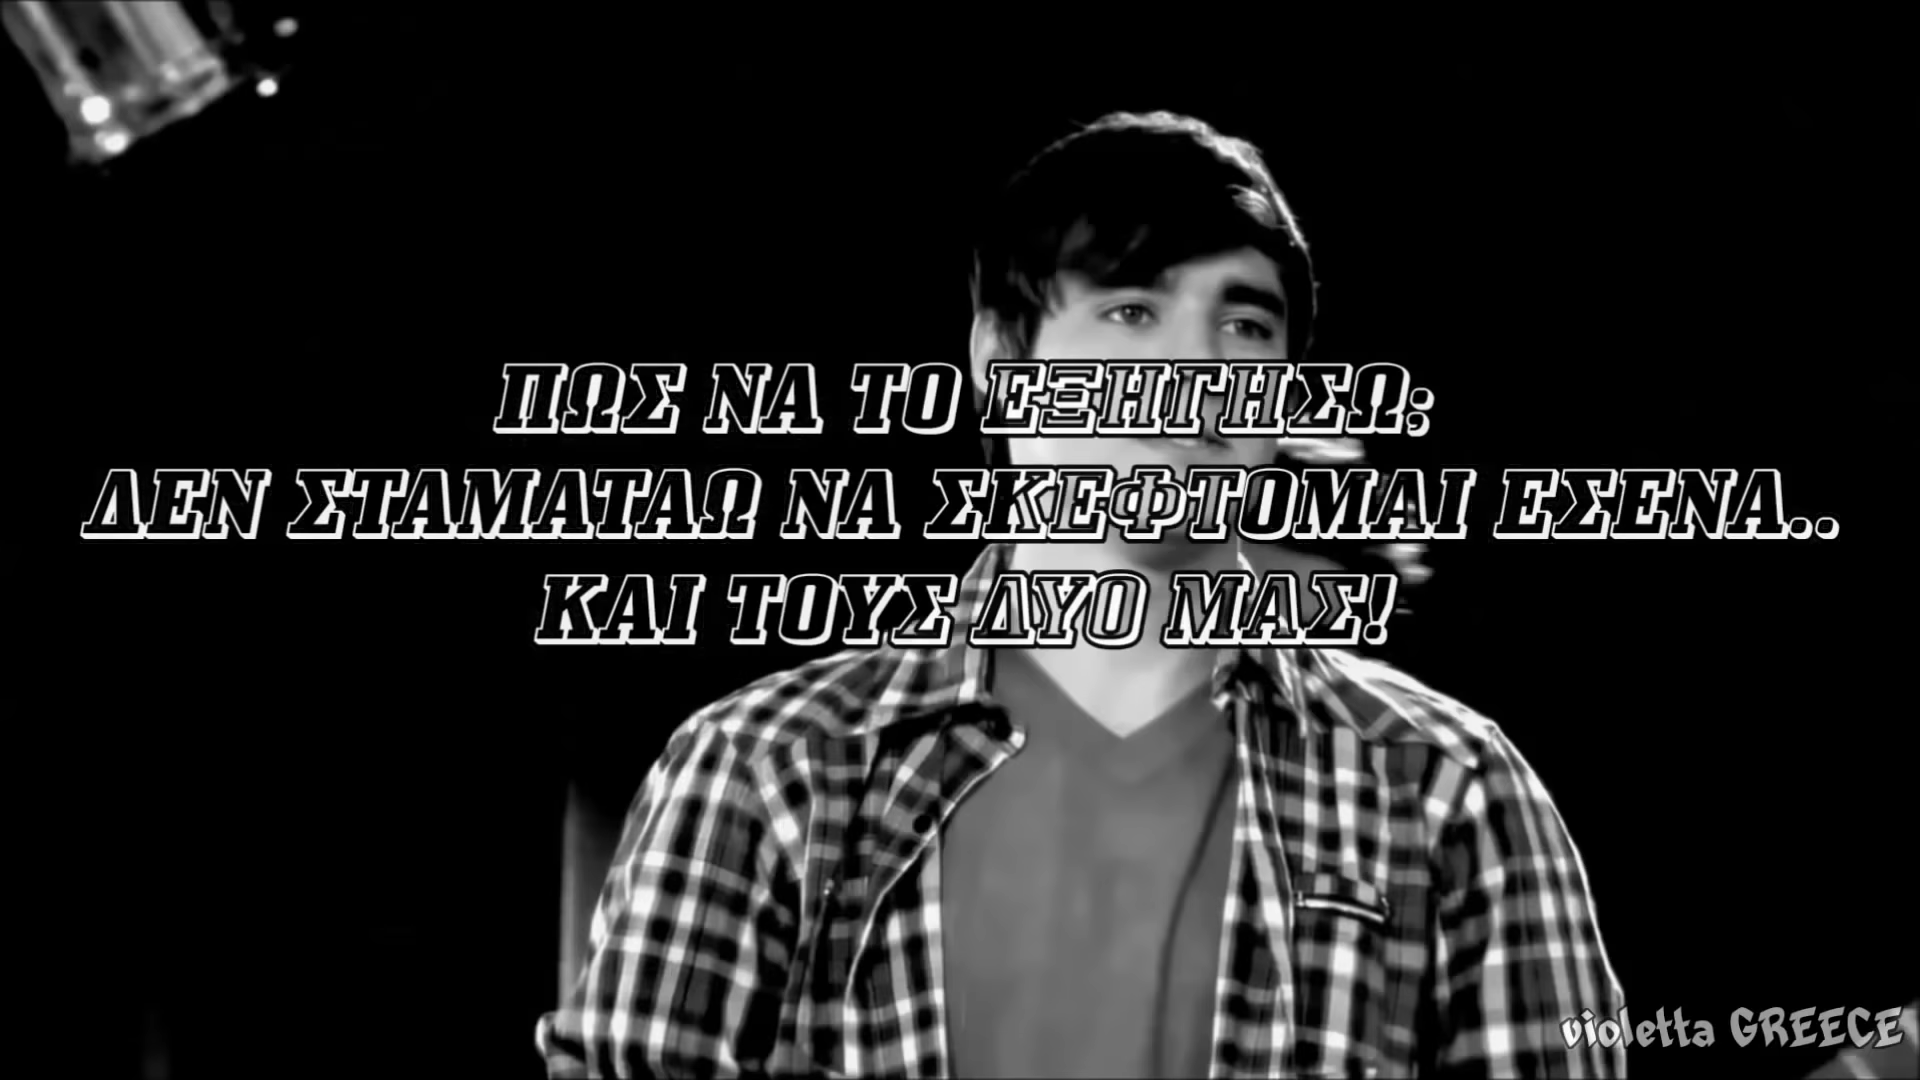 ΠΩΣ ΝΑ ΤΟ ΕΞΗΓΗΣΩ;
ΔΕΝ ΣΤΑΜΑΤΑΩ ΝΑ ΣΚΕΦΤΟΜΑΙ ΕΣΕΝΑ..
ΚΑΙ ΤΟΥΣ ΔΥΟ ΜΑΣ!
violetta GREECE